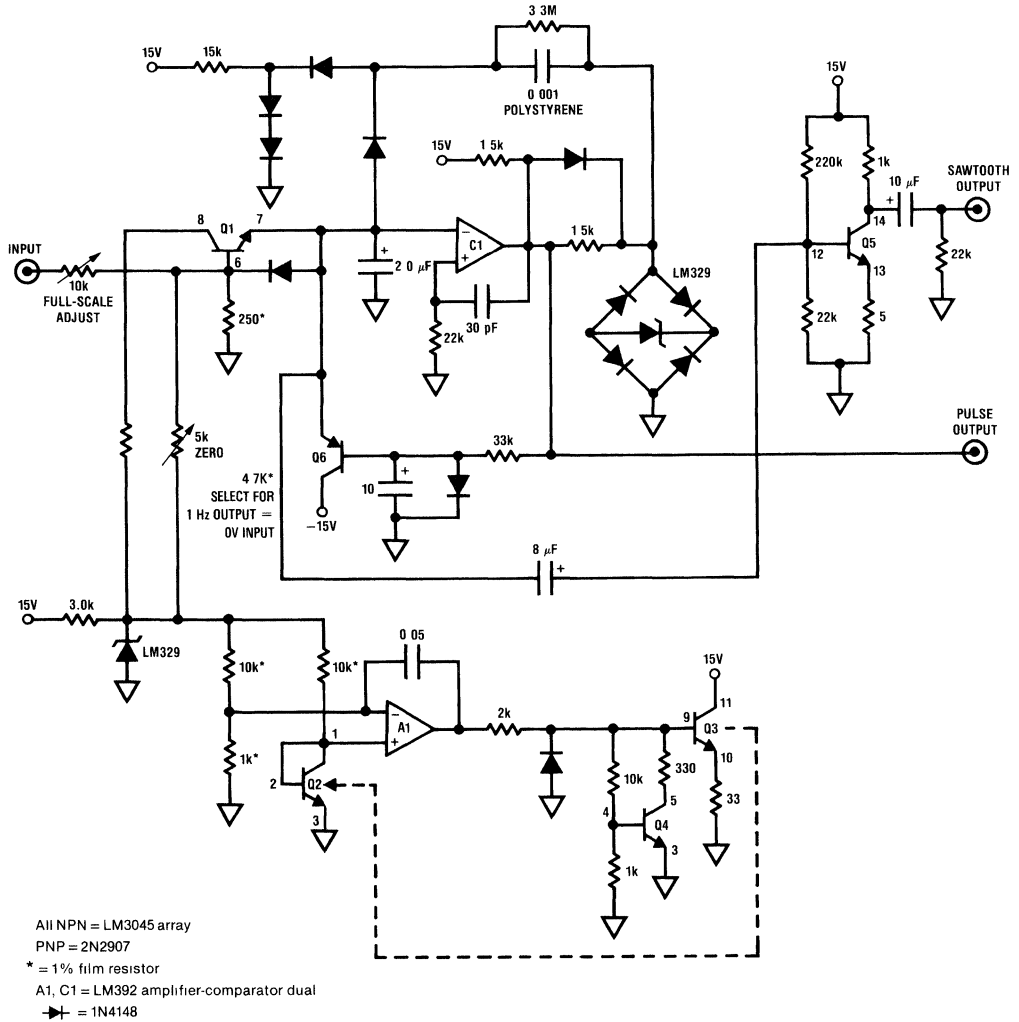 3 3M
15V
15k
0 001
POLYSTYRENE
15V
1 5k
15V
220k
1k
10 µF
+
SAWTOOTH
OUTPUT
8
Q1
7
14
INPUT
6
−
C1
+
1 5k
12
Q5
13
22k
10k
FULL-SCALE
ADJUST
250*
+
2 0 µF
30 pF
22k
LM329
22k
5
5k
ZERO
PULSE
OUTPUT
33k
Q6
4 7K*
SELECT FOR
1 Hz OUTPUT =
0V INPUT
−15V
10
+
8 µF
+
15V
3.0k
LM329
10k*
10k*
0 05
15V
−
A1
+
2k
9
11
Q3
1
10
1k*
2
Q2
3
10k
330
33
4
5
Q4
3
1k
All NPN = LM3045 array
PNP = 2N2907
* = 1% film resistor
A1, C1 = LM392 amplifier-comparator dual
= 1N4148